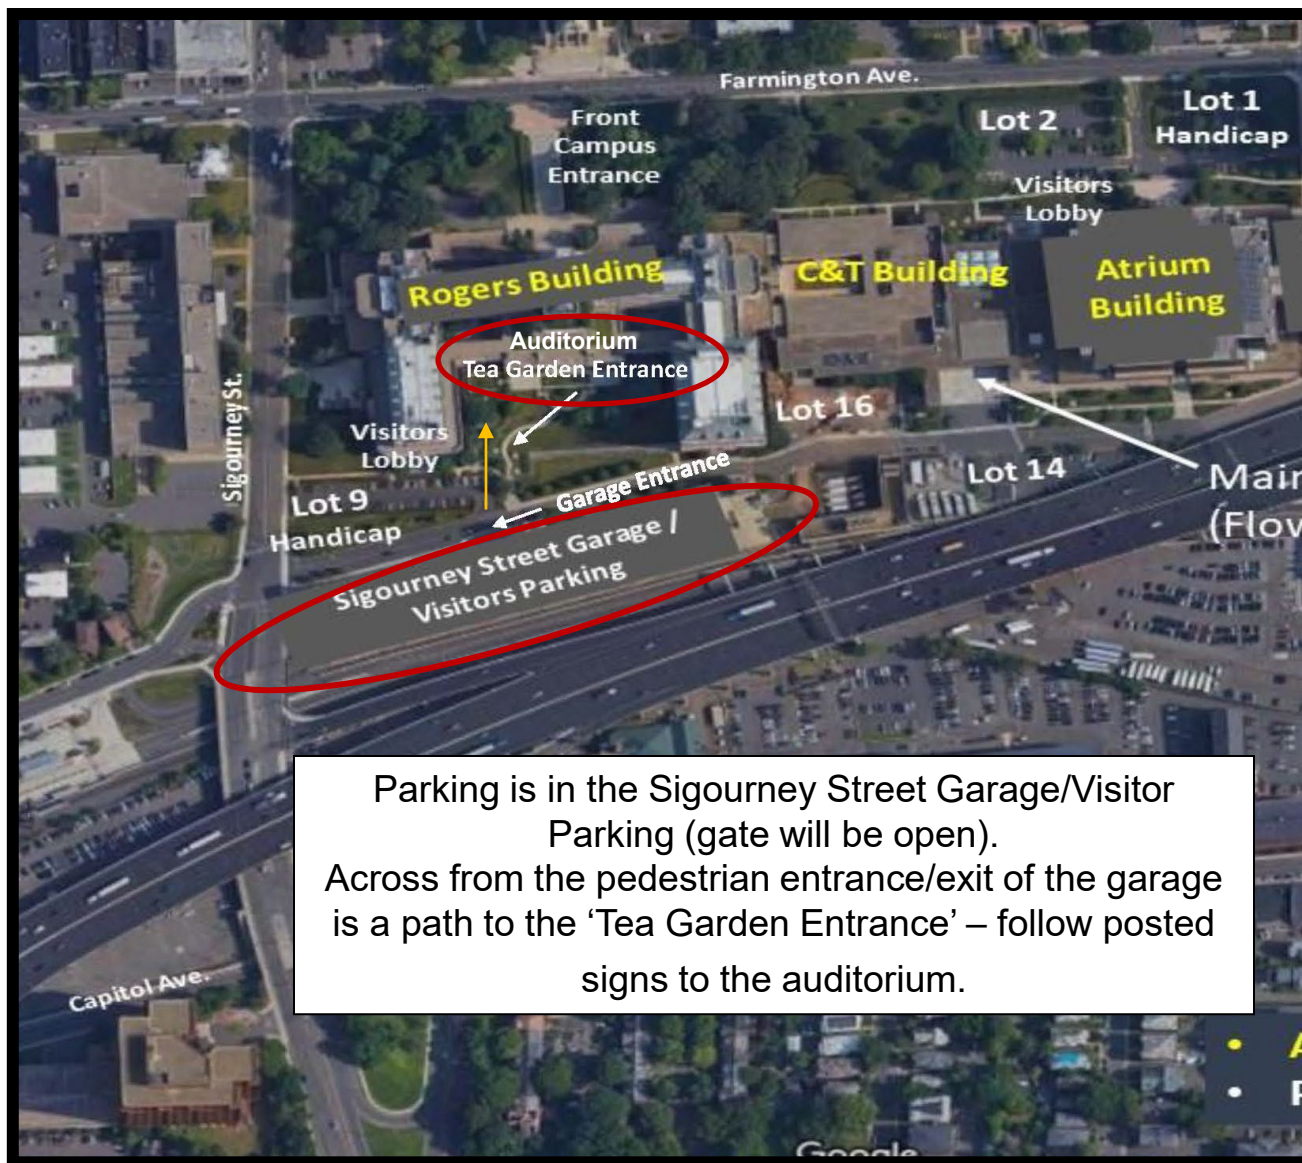 Farmington Ave.
Front
Campus
Entrance
Lot 2
Lot 1
Handicap
Visitors
Lobby
Rogers Building
C&T Building
Atrium
Building
Auditorium
Tea Garden Entrance
Sigourney St.
Visitors
Lobby
Lot 16
Lot 9
Handicap
Garage Entrance
Lot 14
Sigourney Street Garage /
Visitors Parking
Parking is in the Sigourney Street Garage/Visitor
Parking (gate will be open).
Across from the pedestrian entrance/exit of the garage
is a path to the ‘Tea Garden Entrance’ – follow posted
signs to the auditorium.
Capitol Ave.
Google